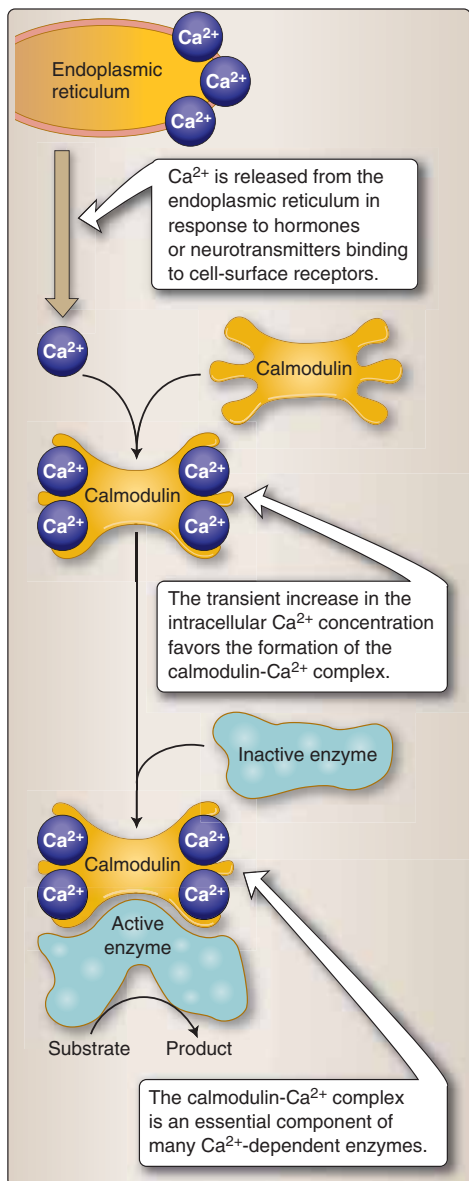 Endoplasmic
reticulum
Ca²⁺
Ca²⁺
Ca²⁺
Ca²⁺ is released from the
endoplasmic reticulum in
response to hormones
or neurotransmitters binding
to cell-surface receptors.
Ca²⁺
Calmodulin
Ca²⁺
Ca²⁺
Calmodulin
Ca²⁺
Ca²⁺
The transient increase in the
intracellular Ca²⁺ concentration
favors the formation of the
calmodulin-Ca²⁺ complex.
Inactive enzyme
Ca²⁺
Ca²⁺
Calmodulin
Ca²⁺
Ca²⁺
Active
enzyme
Substrate
Product
The calmodulin-Ca²⁺ complex
is an essential component of
many Ca²⁺-dependent enzymes.